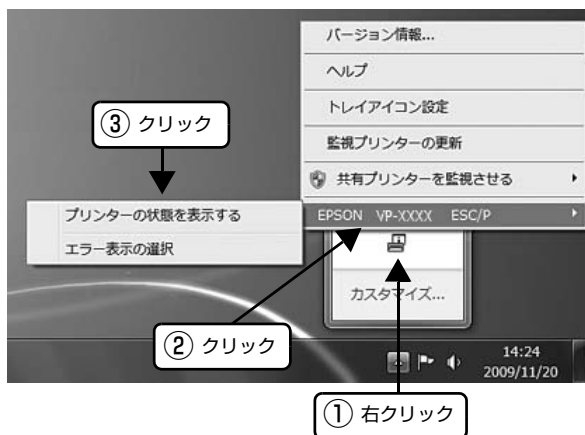 バージョン情報...
ヘルプ
トレイアイコン設定
③ クリック
監視プリンターの更新
共有プリンターを監視させる
プリンターの状態を表示する
EPSON VP-XXXX ESC/P
エラー表示の選択
カスタマイズ...
② クリック
14:24
2009/11/20
① 右クリック